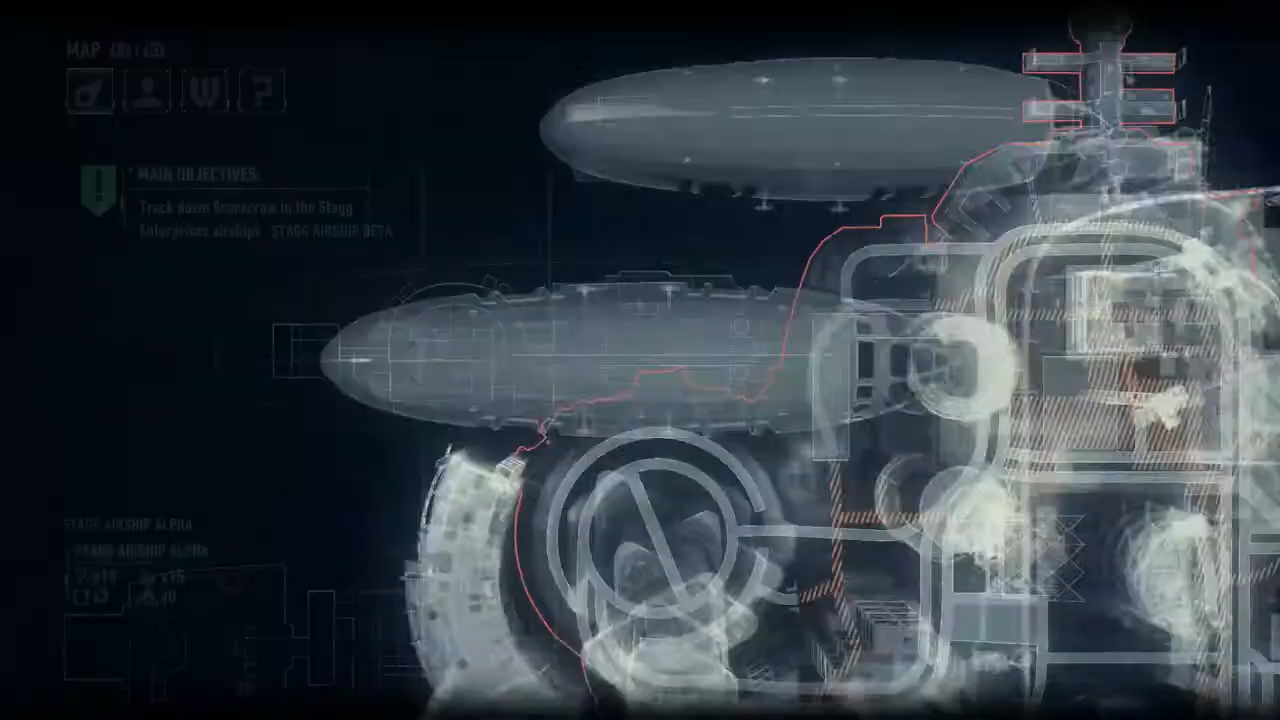 MAP
W ?
MAIN OBJECTIVES:
Track down Scarecrow in the Stagg
Enterprises airships STAGG AIRSHIP BETA
STAGG AIRSHIP ALPHA
STAGG AIRSHIP ALPHA